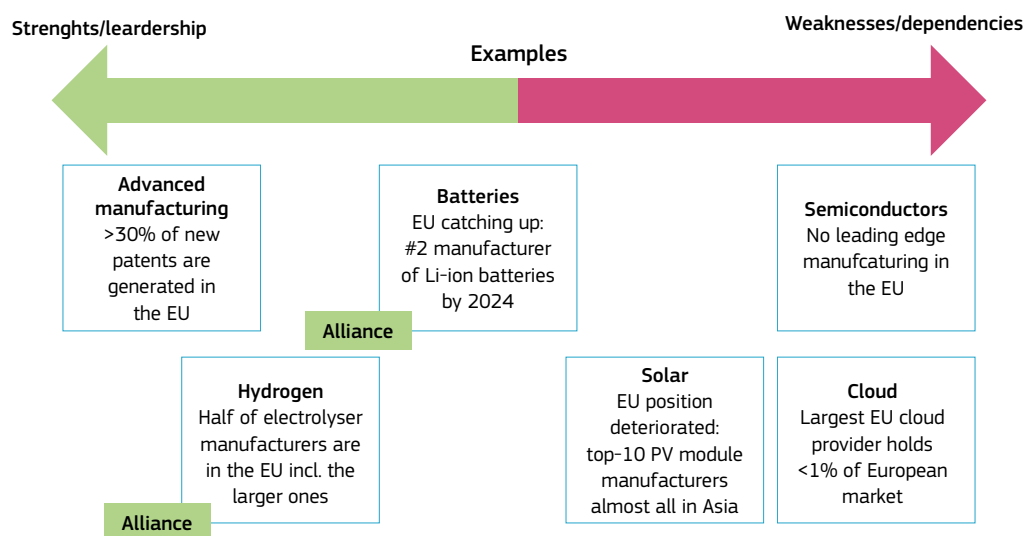 Strenghts/leardership
Weaknesses/dependencies
Examples
Advanced
manufacturing
>30% of new
patents are
generated in
the EU
Batteries
EU catching up:
#2 manufacturer
of Li-ion batteries
by 2024
Alliance
Semiconductors
No leading edge
manufcaturing in
the EU
Hydrogen
Half of electrolyser
manufacturers are
in the EU incl. the
larger ones
Alliance
Solar
EU position
deteriorated:
top-10 PV module
manufacturers
almost all in Asia
Cloud
Largest EU cloud
provider holds
<1% of European
market